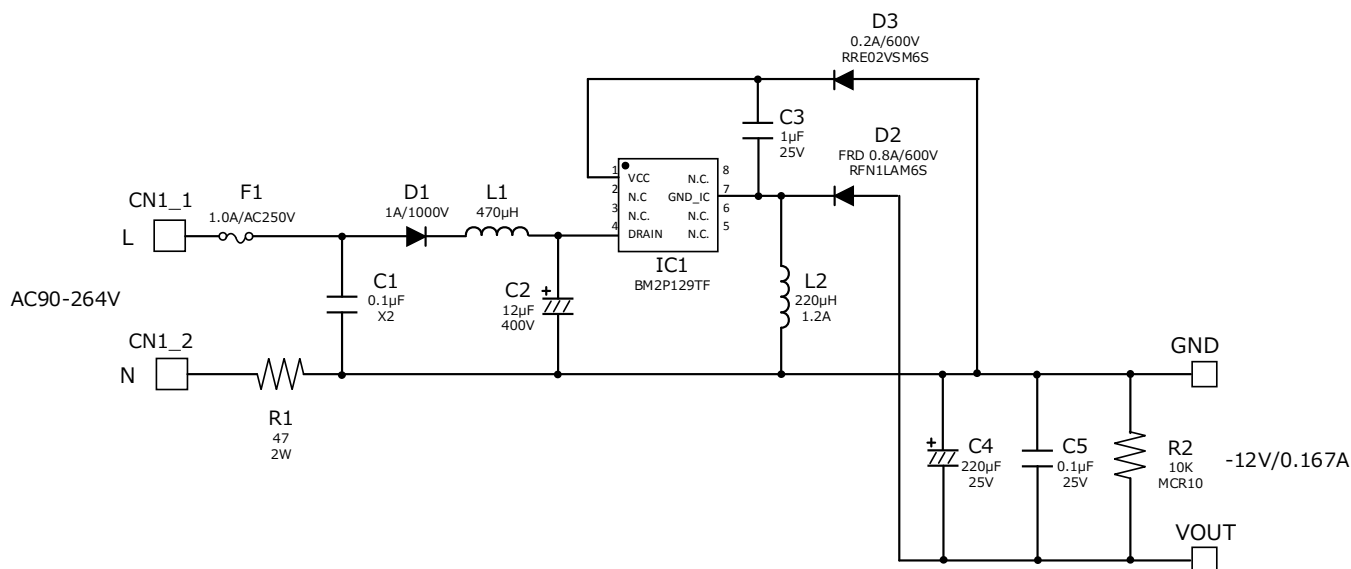 D3
0.2A/600V
RRE02VSM6S
C3
1µF
25V
D2
FRD 0.8A/600V
RFN1LAM6S
1 VCC N.C. 8
2 N.C GND_IC 7
3 N.C. N.C. 6
4 DRAIN N.C. 5
IC1
BM2P129TF
CN1_1
L
F1
1.0A/AC250V
D1
1A/1000V
L1
470µH
AC90-264V
C1
0.1µF
X2
C2
+
12µF
400V
L2
220µH
1.2A
CN1_2
N
R1
47
2W
GND
+
C4
220µF
25V
C5
0.1µF
25V
R2
10K
MCR10
-12V/0.167A
VOUT